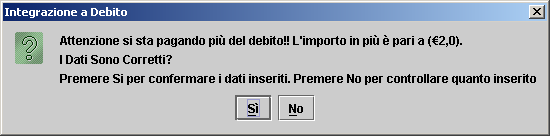 Integrazione a Debito
Attenzione si sta pagando più del debito!! L'importo in più è pari a (€2,0).
I Dati Sono Corretti?
Premere Si per confermare i dati inseriti. Premere No per controllare quanto inserito
Sì No